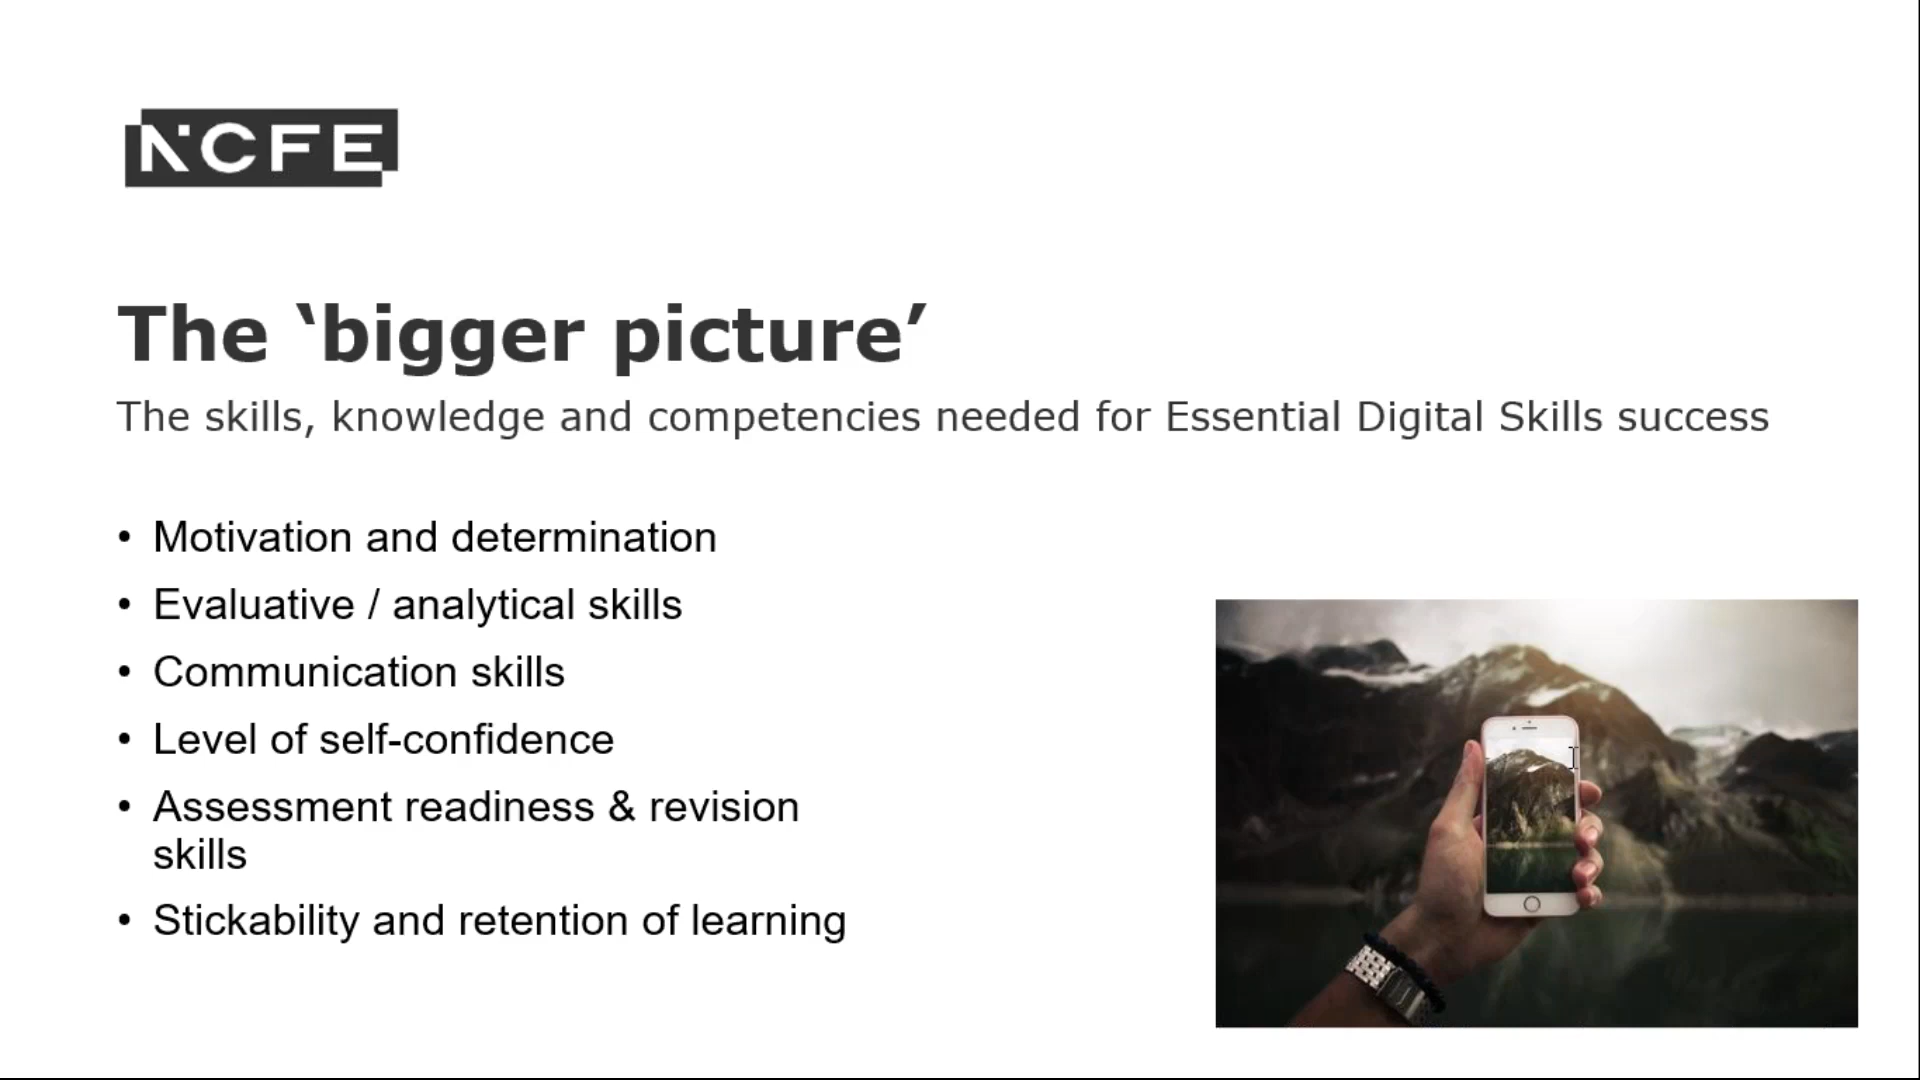 NCFE
The ‘bigger picture’
The skills, knowledge and competencies needed for Essential Digital Skills success
• Motivation and determination
• Evaluative / analytical skills
• Communication skills
• Level of self-confidence
• Assessment readiness & revision
skills
• Stickability and retention of learning